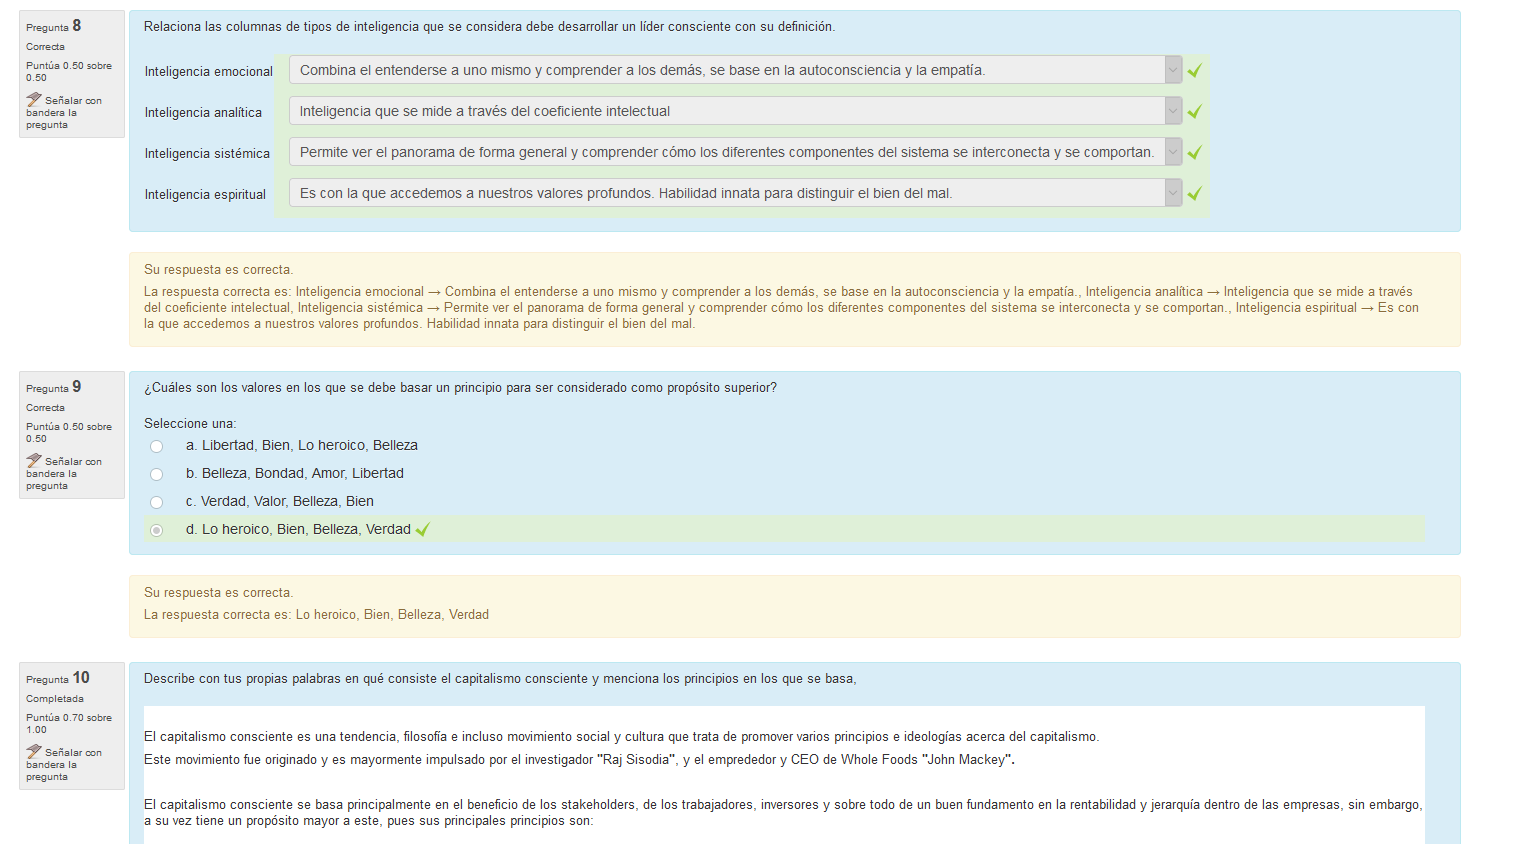 Pregunta 8
Correcta
Puntúa 0.50 sobre
0.50
Señalar con
bandera la
pregunta
Relaciona las columnas de tipos de inteligencia que se considera debe desarrollar un líder consciente con su definición.
Inteligencia emocional
Combina el entenderse a uno mismo y comprender a los demás, se base en la autoconsciencia y la empatía.
Inteligencia analítica
Inteligencia que se mide a través del coeficiente intelectual
Inteligencia sistémica
Permite ver el panorama de forma general y comprender cómo los diferentes componentes del sistema se interconecta y se comportan.
Inteligencia espiritual
Es con la que accedemos a nuestros valores profundos. Habilidad innata para distinguir el bien del mal.
Su respuesta es correcta.
La respuesta correcta es: Inteligencia emocional → Combina el entenderse a uno mismo y comprender a los demás, se base en la autoconsciencia y la empatía., Inteligencia analítica → Inteligencia que se mide a través
del coeficiente intelectual, Inteligencia sistémica → Permite ver el panorama de forma general y comprender cómo los diferentes componentes del sistema se interconecta y se comportan., Inteligencia espiritual → Es con
la que accedemos a nuestros valores profundos. Habilidad innata para distinguir el bien del mal.
Pregunta 9
Correcta
Puntúa 0.50 sobre
0.50
Señalar con
bandera la
pregunta
¿Cuáles son los valores en los que se debe basar un principio para ser considerado como propósito superior?
Seleccione una:
a. Libertad, Bien, Lo heroico, Belleza
b. Belleza, Bondad, Amor, Libertad
c. Verdad, Valor, Belleza, Bien
d. Lo heroico, Bien, Belleza, Verdad
Su respuesta es correcta.
La respuesta correcta es: Lo heroico, Bien, Belleza, Verdad
Pregunta 10
Completada
Puntúa 0.70 sobre
1.00
Señalar con
bandera la
pregunta
Describe con tus propias palabras en qué consiste el capitalismo consciente y menciona los principios en los que se basa,
El capitalismo consciente es una tendencia, filosofía e incluso movimiento social y cultura que trata de promover varios principios e ideologías acerca del capitalismo.
Este movimiento fue originado y es mayormente impulsado por el investigador "Raj Sisodia", y el emprededor y CEO de Whole Foods "John Mackey".
El capitalismo consciente se basa principalmente en el beneficio de los stakeholders, de los trabajadores, inversores y sobre todo de un buen fundamento en la rentabilidad y jerarquía dentro de las empresas, sin embargo,
a su vez tiene un propósito mayor a este, pues sus principales principios son: